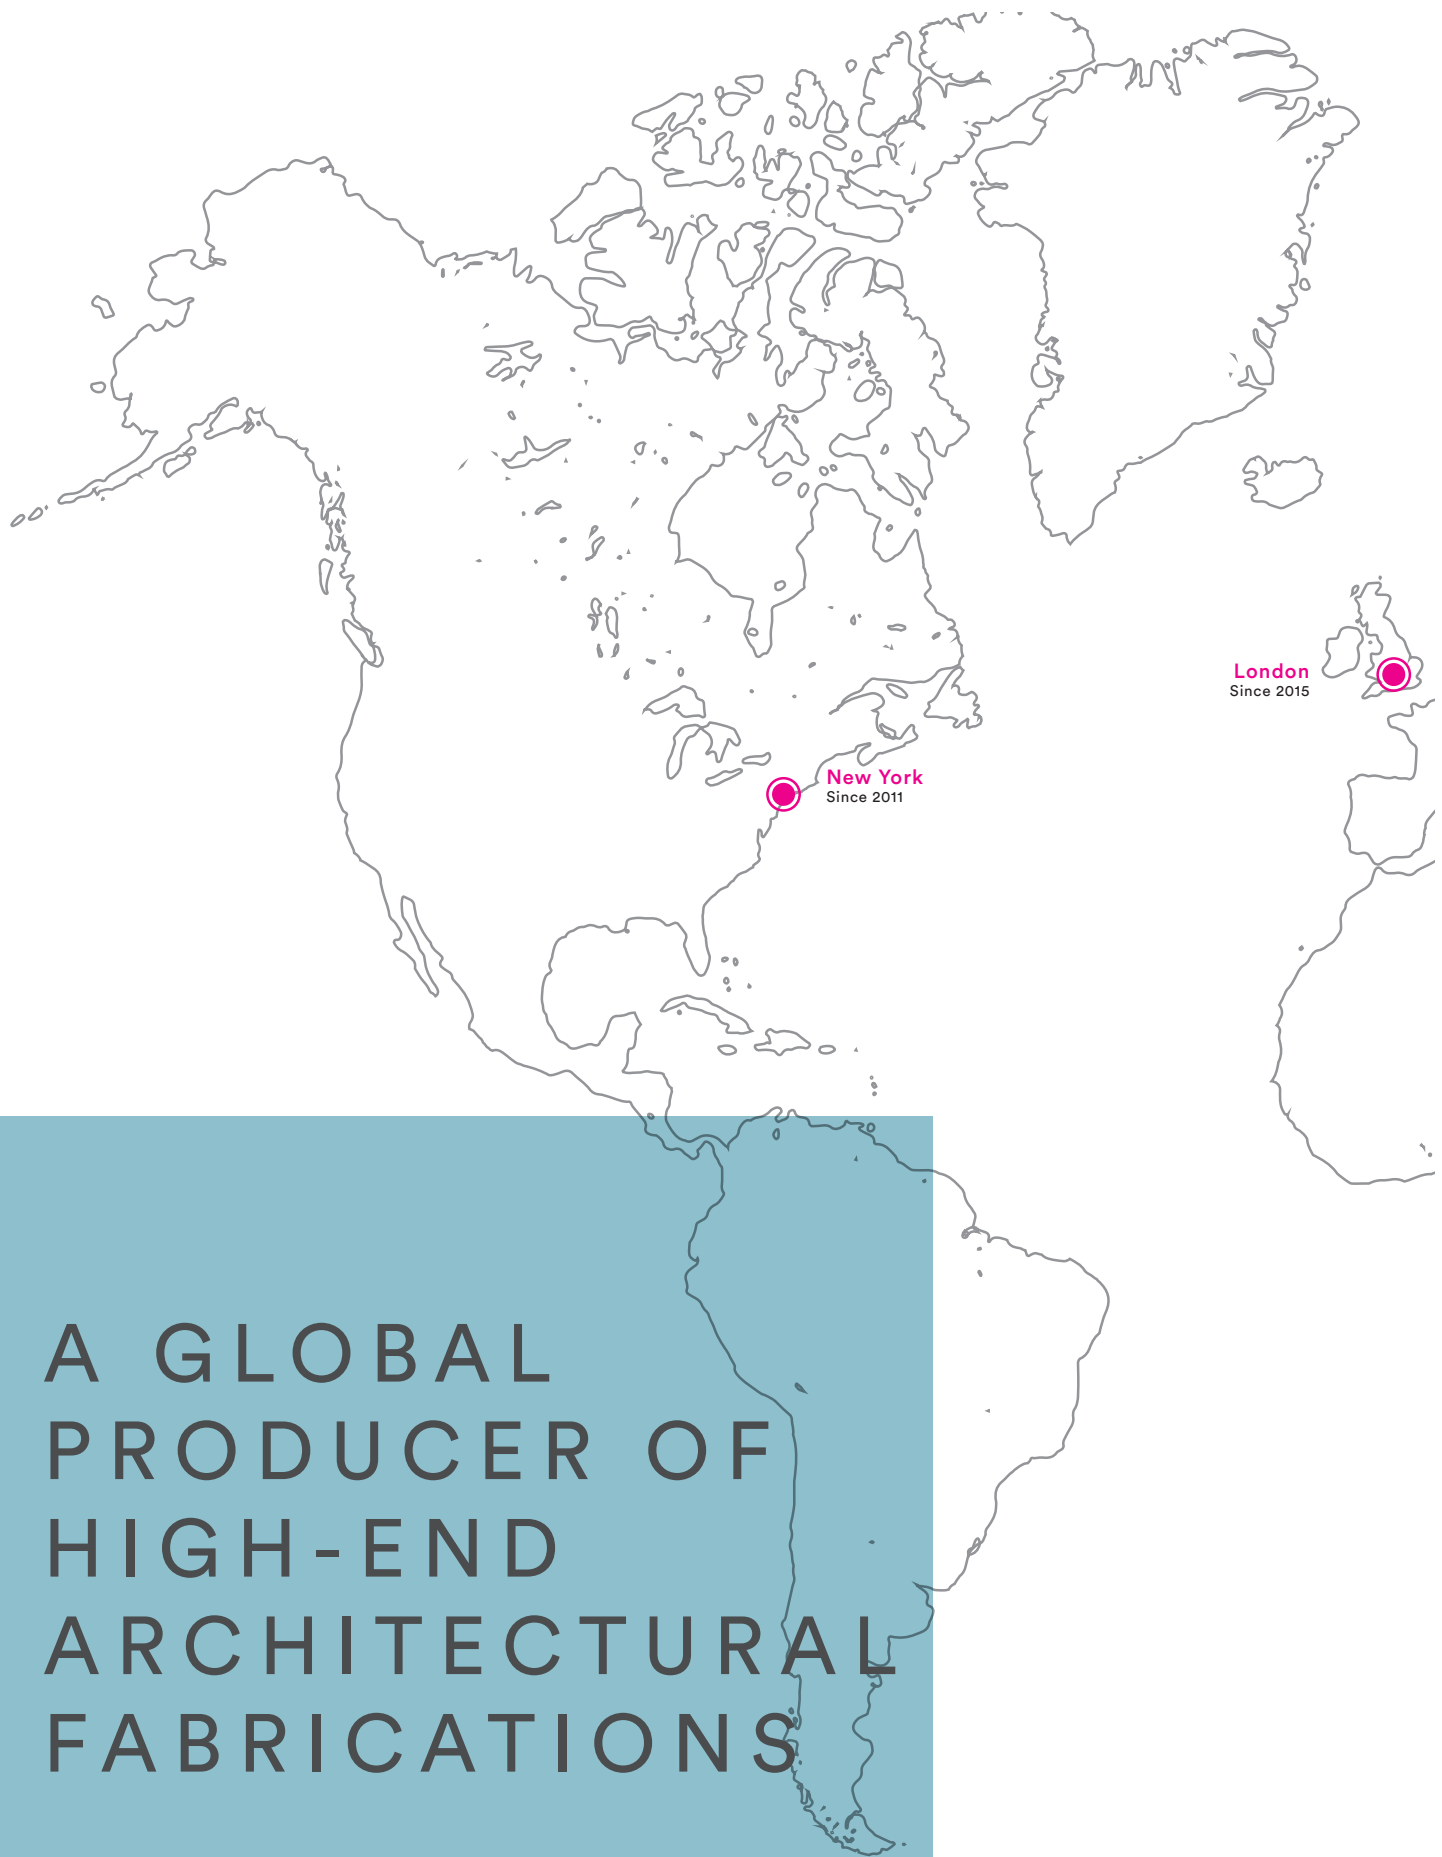 London
Since 2015
New York
Since 2011
A GLOBAL
PRODUCER OF
HIGH-END
ARCHITECTURAL
FABRICATIONS